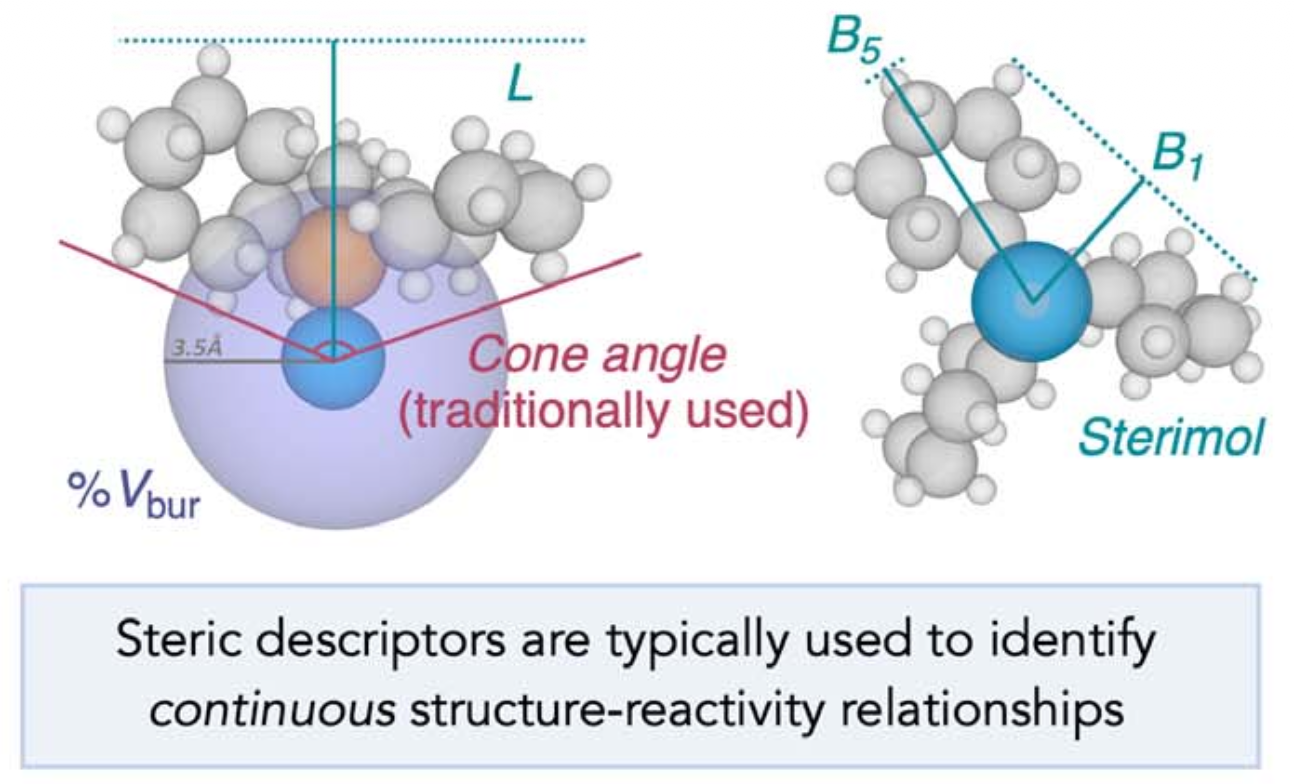 B5
L
B1
3.5Å
Cone angle
(traditionally used)
Sterimol
% Vbur
Steric descriptors are typically used to identify
continuous structure-reactivity relationships